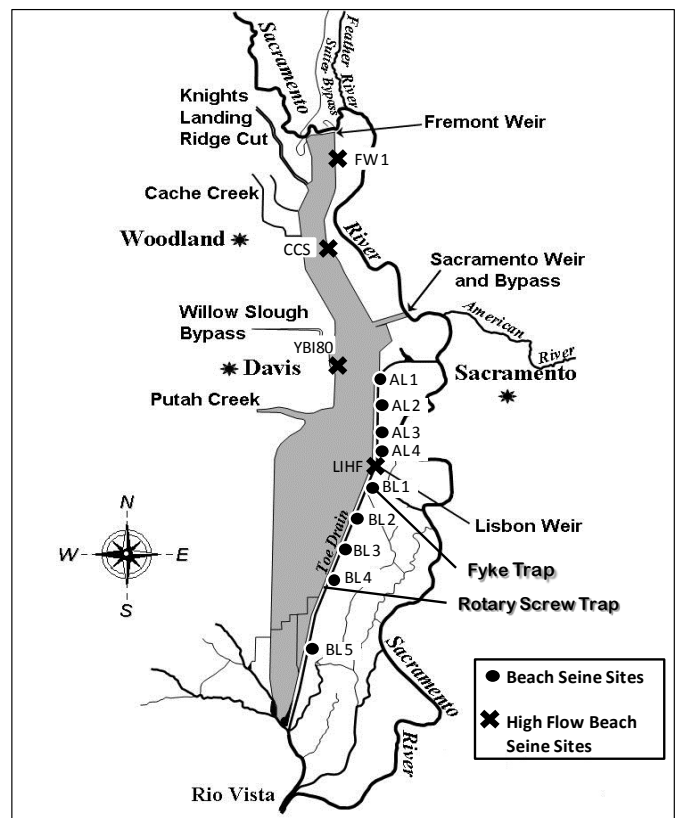 Sacramento
Feather River
Sutter Bypass
Knights
Landing
Ridge Cut
Fremont Weir
FW1
Cache Creek
Woodland
CCS
River
Sacramento Weir
and Bypass
Willow Slough
Bypass
YBI80
American
River
Davis
AL1
Sacramento
Putah Creek
AL2
AL3
AL4
LIHF
BL1
Lisbon Weir
BL2
Toe Drain
N
W
E
S
BL3
Fyke Trap
BL4
Rotary Screw Trap
BL5
Sacramento
River
Beach Seine Sites
High Flow Beach
Seine Sites
Rio Vista